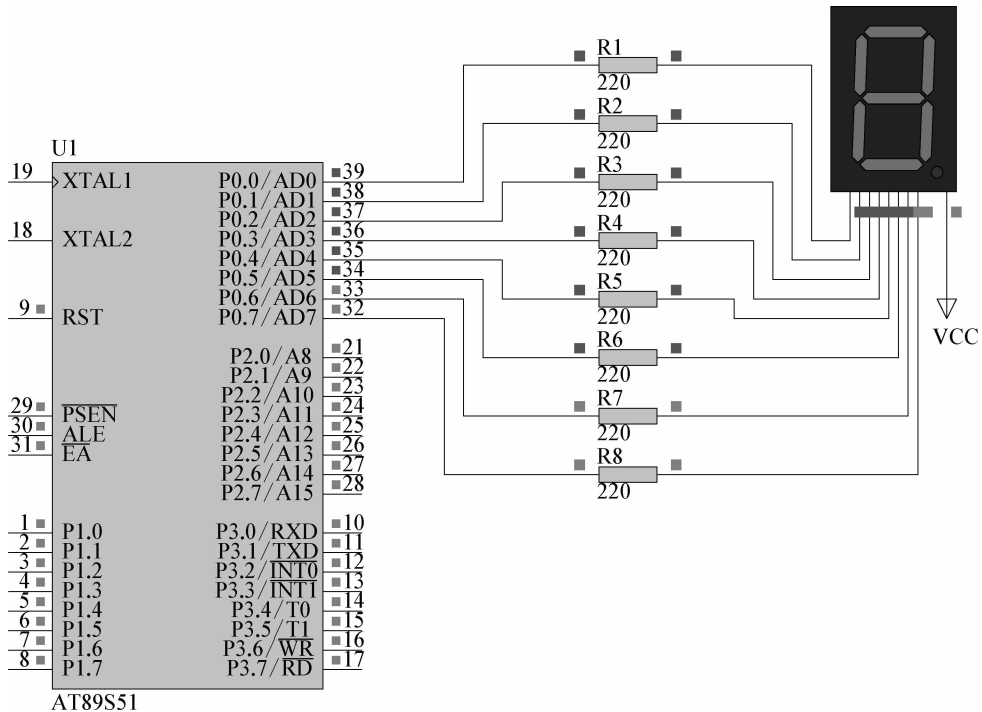 U1
19
XTAL1
18
XTAL2
9
RST
29
PSEN
30
ALE
31
EA
1
P1.0
2
P1.1
3
P1.2
4
P1.3
5
P1.4
6
P1.5
7
P1.6
8
P1.7
P0.0/AD0
39
P0.1/AD1
38
P0.2/AD2
37
P0.3/AD3
36
P0.4/AD4
35
P0.5/AD5
34
P0.6/AD6
33
P0.7/AD7
32
P2.0/A8
21
P2.1/A9
22
P2.2/A10
23
P2.3/A11
24
P2.4/A12
25
P2.5/A13
26
P2.6/A14
27
P2.7/A15
28
P3.0/RXD
10
P3.1/TXD
11
P3.2/INT0
12
P3.3/INT1
13
P3.4/T0
14
P3.5/T1
15
P3.6/WR
16
P3.7/RD
17
AT89S51
R1
220
R2
220
R3
220
R4
220
R5
220
R6
220
R7
220
R8
220
VCC